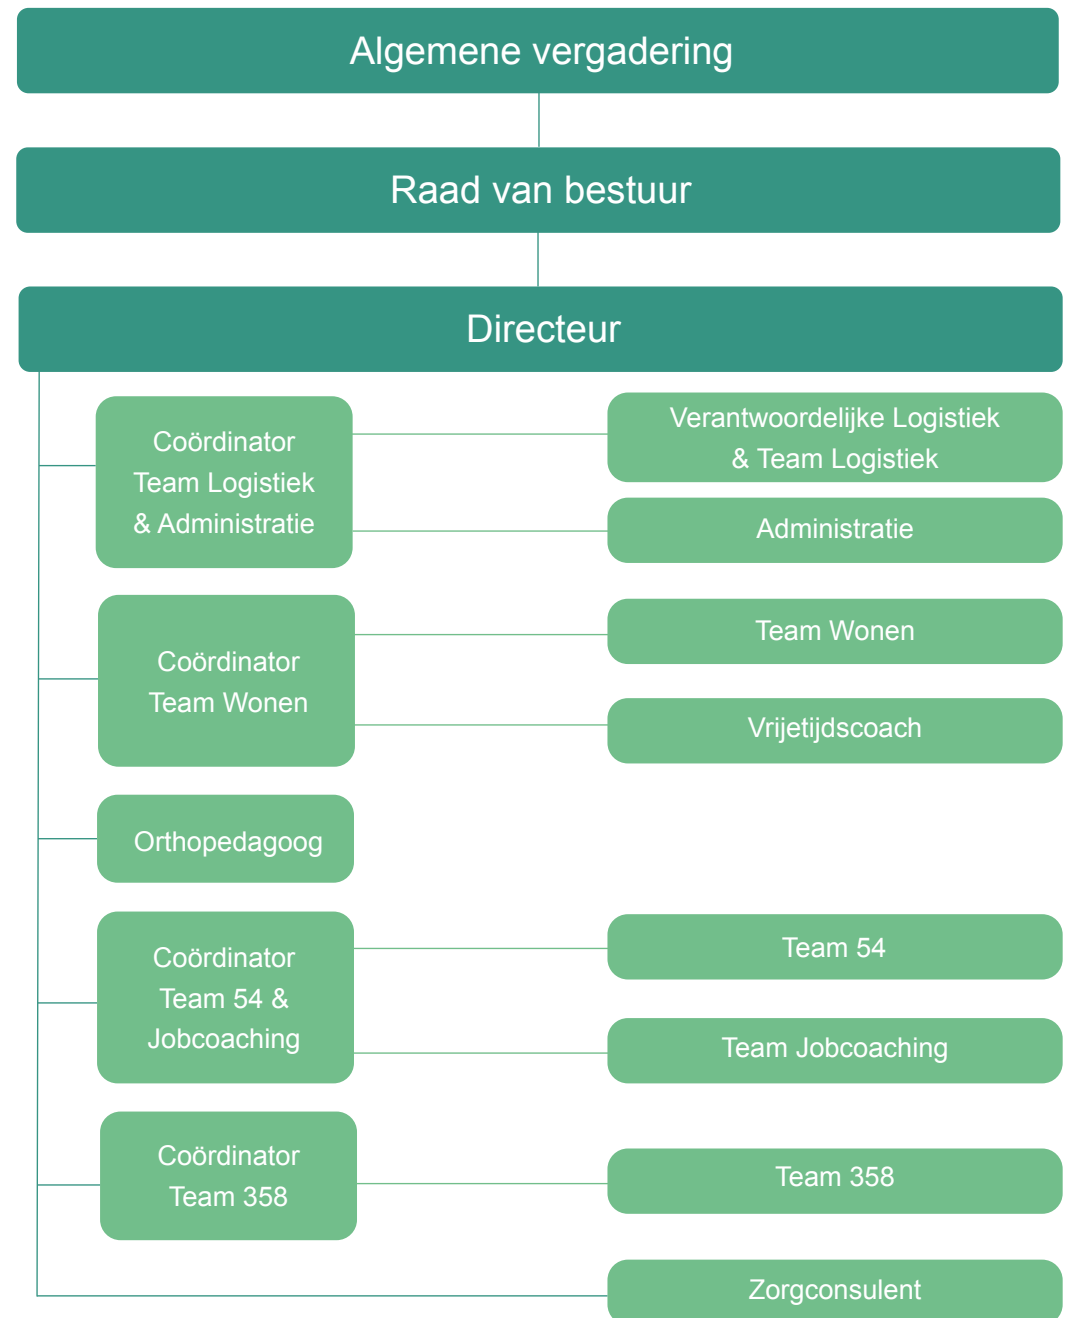 Algemene vergadering
Raad van bestuur
Directeur
Coördinator
Team Logistiek
& Administratie
Verantwoordelijke Logistiek
& Team Logistiek
Administratie
Coördinator
Team Wonen
Team Wonen
Vrijetijdscoach
Orthopedagoog
Coördinator
Team 54 &
Jobcoaching
Team 54
Team Jobcoaching
Coördinator
Team 358
Team 358
Zorgconsulent